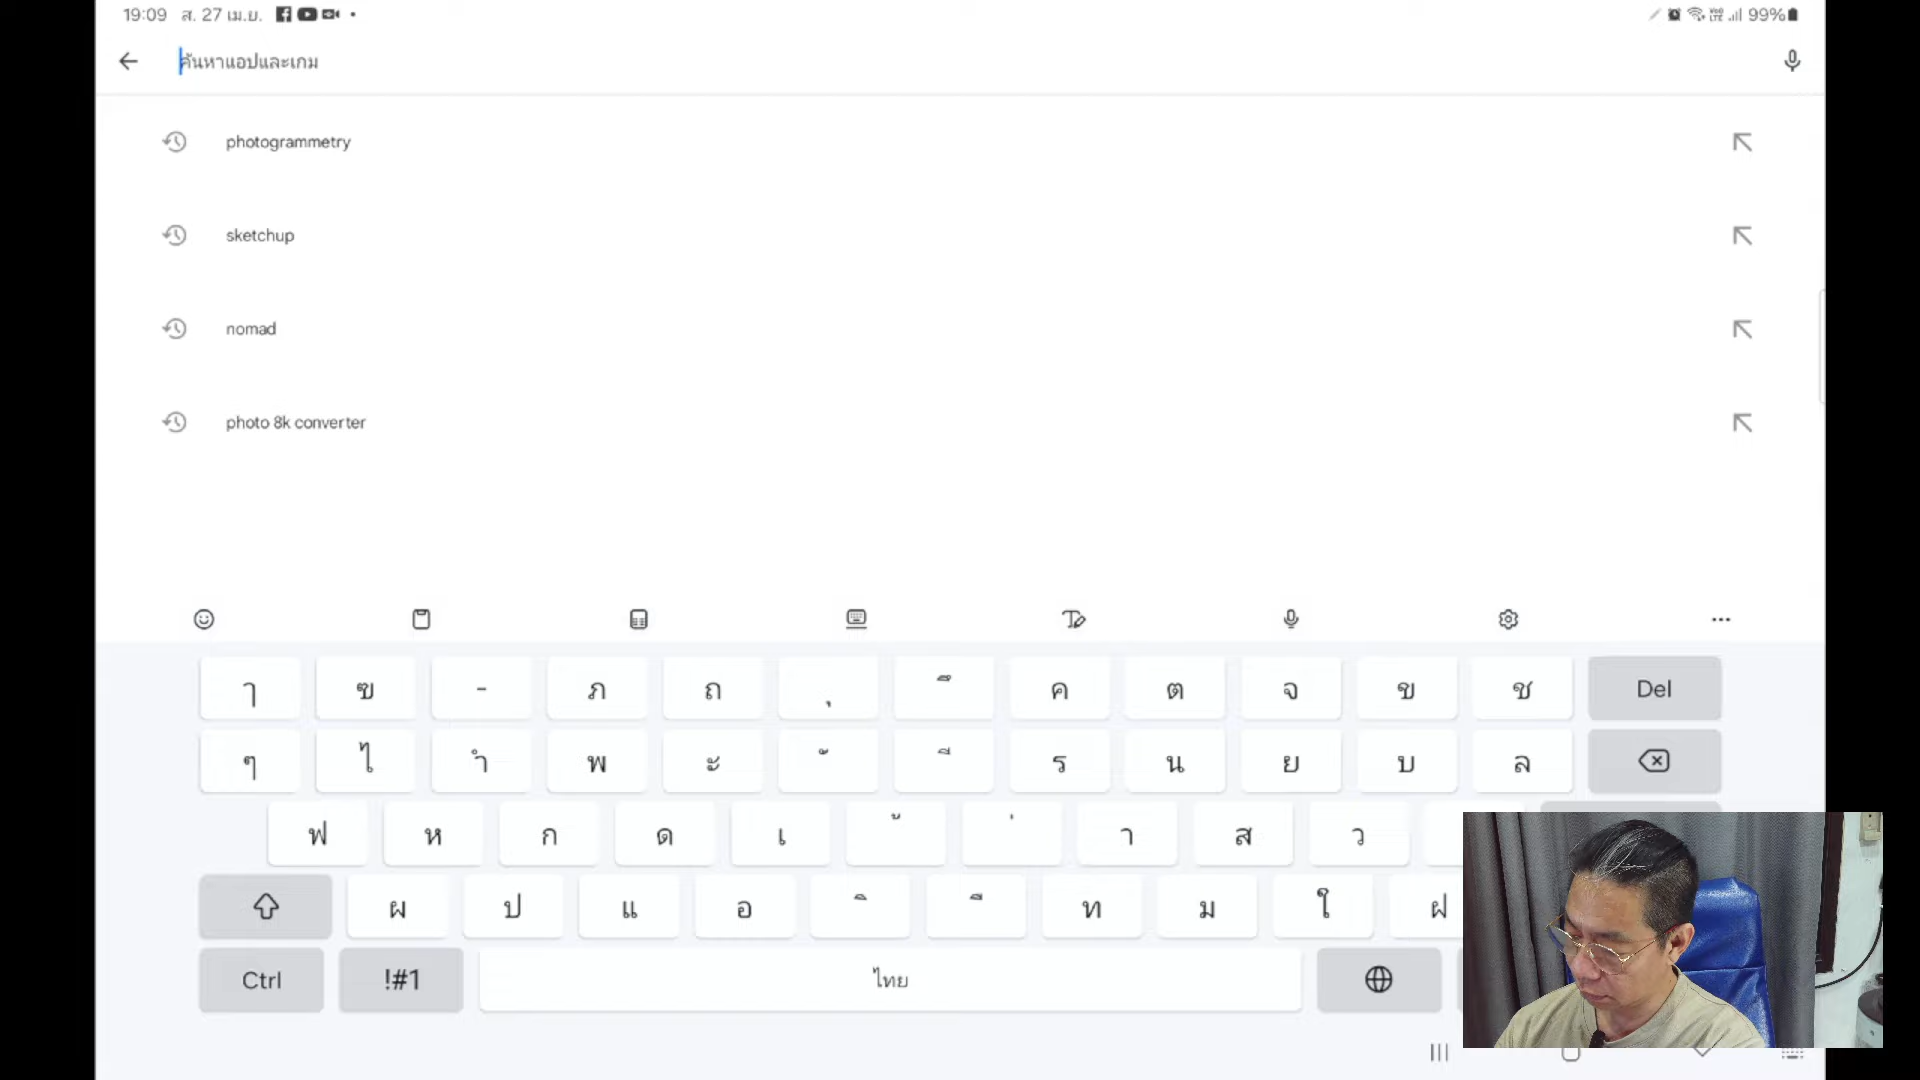 19:09 ส. 27 เม.ย. 99%
ค้นหาแอปและเกม
photogrammetry
sketchup
nomad
photo 8k converter
ๅ ฃ - ภ ถ ุ ึ ค ต จ ข ช Del
ๆ ไ ำ พ ะ ั ี ร น ย บ ล
ฟ ห ก ด เ ้ ่ า ส ว
ผ ป แ อ ิ ื ท ม ใ ฝ
Ctrl !#1 ไทย